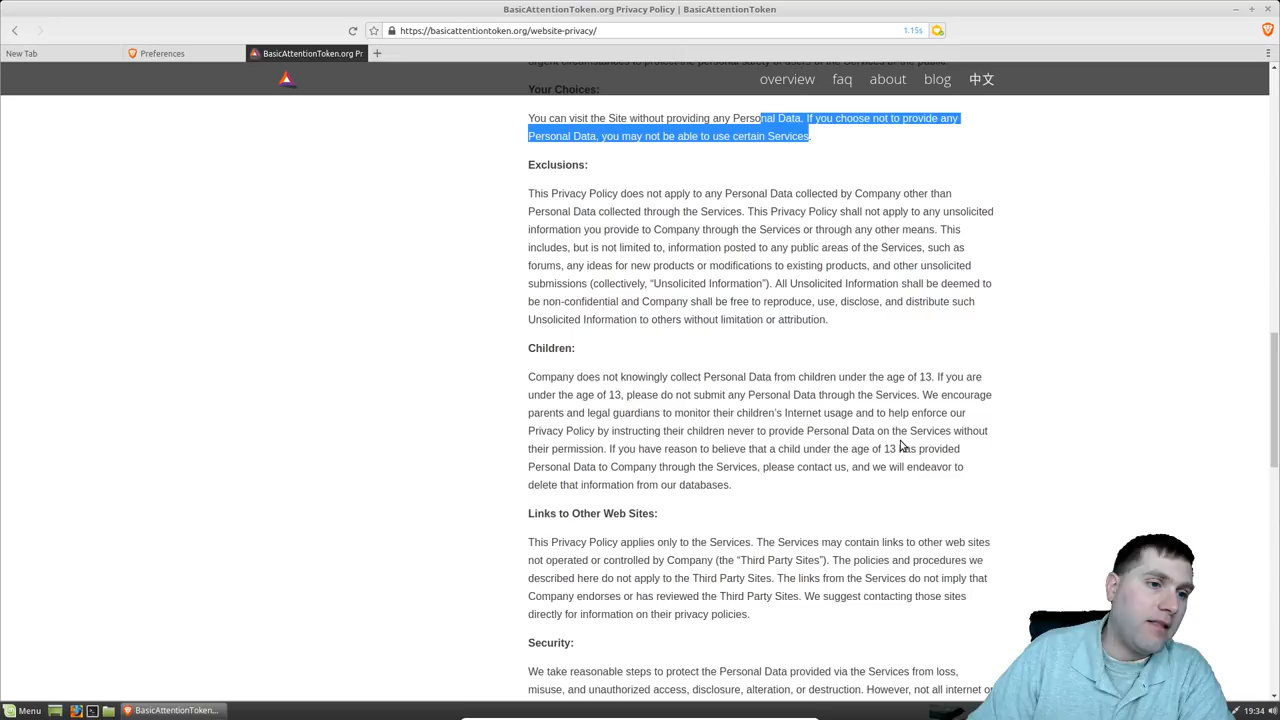 BasicAttentionToken.org Privacy Policy | BasicAttentionToken
https://basicattentiontoken.org/website-privacy/
1.15s
New Tab
Preferences
BasicAttentionToken.org Pr
overview faq about blog 中文
urgent circumstances to protect the personal safety of users of the Services or the public.
Your Choices:
You can visit the Site without providing any Personal Data. If you choose not to provide any
Personal Data, you may not be able to use certain Services.
Exclusions:
This Privacy Policy does not apply to any Personal Data collected by Company other than
Personal Data collected through the Services. This Privacy Policy shall not apply to any unsolicited
information you provide to Company through the Services or through any other means. This
includes, but is not limited to, information posted to any public areas of the Services, such as
forums, any ideas for new products or modifications to existing products, and other unsolicited
submissions (collectively, “Unsolicited Information”). All Unsolicited Information shall be deemed to
be non-confidential and Company shall be free to reproduce, use, disclose, and distribute such
Unsolicited Information to others without limitation or attribution.
Children:
Company does not knowingly collect Personal Data from children under the age of 13. If you are
under the age of 13, please do not submit any Personal Data through the Services. We encourage
parents and legal guardians to monitor their children’s Internet usage and to help enforce our
Privacy Policy by instructing their children never to provide Personal Data on the Services without
their permission. If you have reason to believe that a child under the age of 13 has provided
Personal Data to Company through the Services, please contact us, and we will endeavor to
delete that information from our databases.
Links to Other Web Sites:
This Privacy Policy applies only to the Services. The Services may contain links to other web sites
not operated or controlled by Company (the “Third Party Sites”). The policies and procedures we
described here do not apply to the Third Party Sites. The links from the Services do not imply that
Company endorses or has reviewed the Third Party Sites. We suggest contacting those sites
directly for information on their privacy policies.
Security:
We take reasonable steps to protect the Personal Data provided via the Services from loss,
misuse, and unauthorized access, disclosure, alteration, or destruction. However, not all internet or
Menu
BasicAttentionToken...
19:34